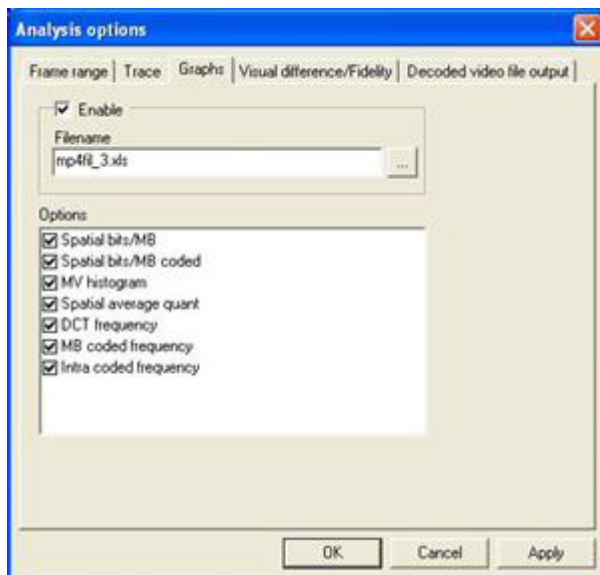 Analysis options
Frame range Trace Graphs Visual difference/Fidelity Decoded video file output
Enable
Filename
mp4fil_3.xls
...
Options
Spatial bits/MB
Spatial bits/MB coded
MV histogram
Spatial average quant
DCT frequency
MB coded frequency
Intra coded frequency
OK Cancel Apply